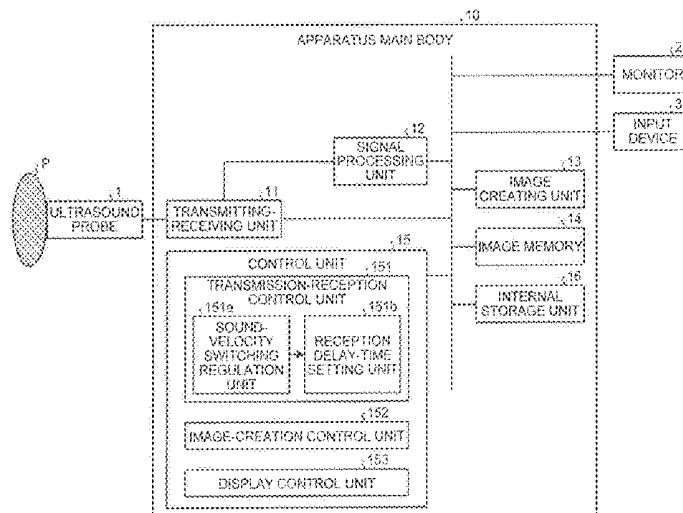 10
APPARATUS MAIN BODY
2
MONITOR
3
INPUT
DEVICE
12
SIGNAL
PROCESSING
UNIT
P
1
ULTRASOUND
PROBE
11
TRANSMITTING-
RECEIVING UNIT
13
IMAGE
CREATING UNIT
14
IMAGE MEMORY
15
CONTROL UNIT
151
TRANSMISSION-RECEPTION
CONTROL UNIT
16
INTERNAL
STORAGE UNIT
151a
SOUND-
VELOCITY
SWITCHING
REGULATION
UNIT
151b
RECEPTION
DELAY-TIME
SETTING UNIT
152
IMAGE-CREATION CONTROL UNIT
153
DISPLAY CONTROL UNIT